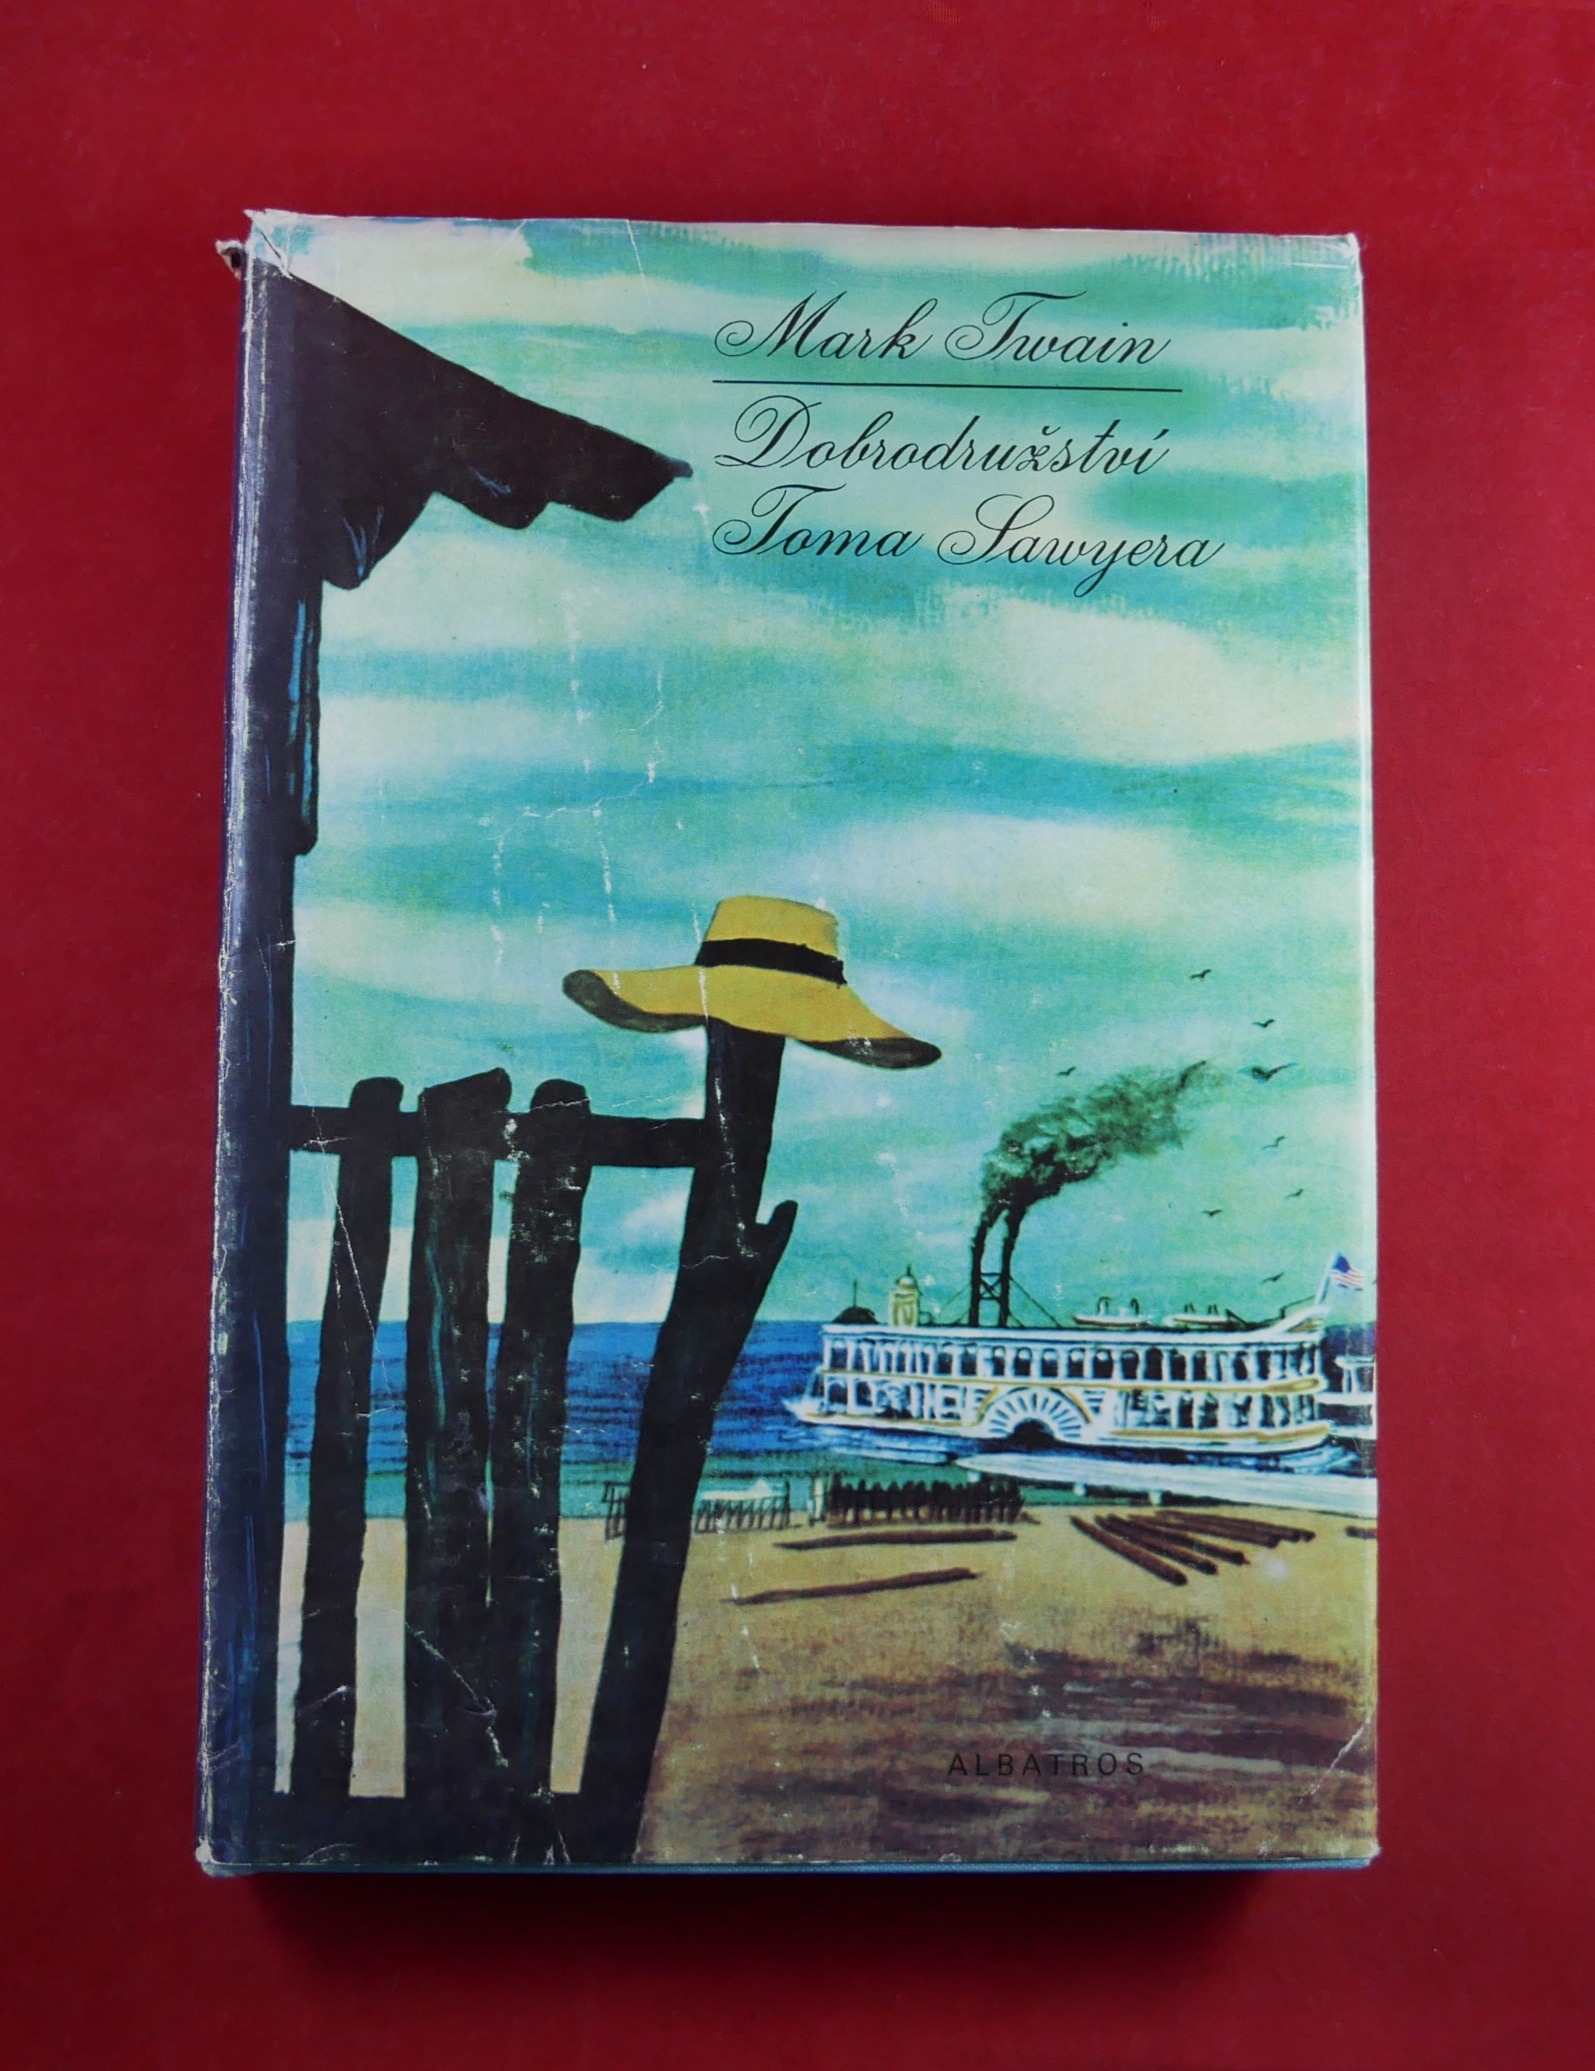 Mark Twain
Dobrodružství
Toma Sawyera
ALBATROS